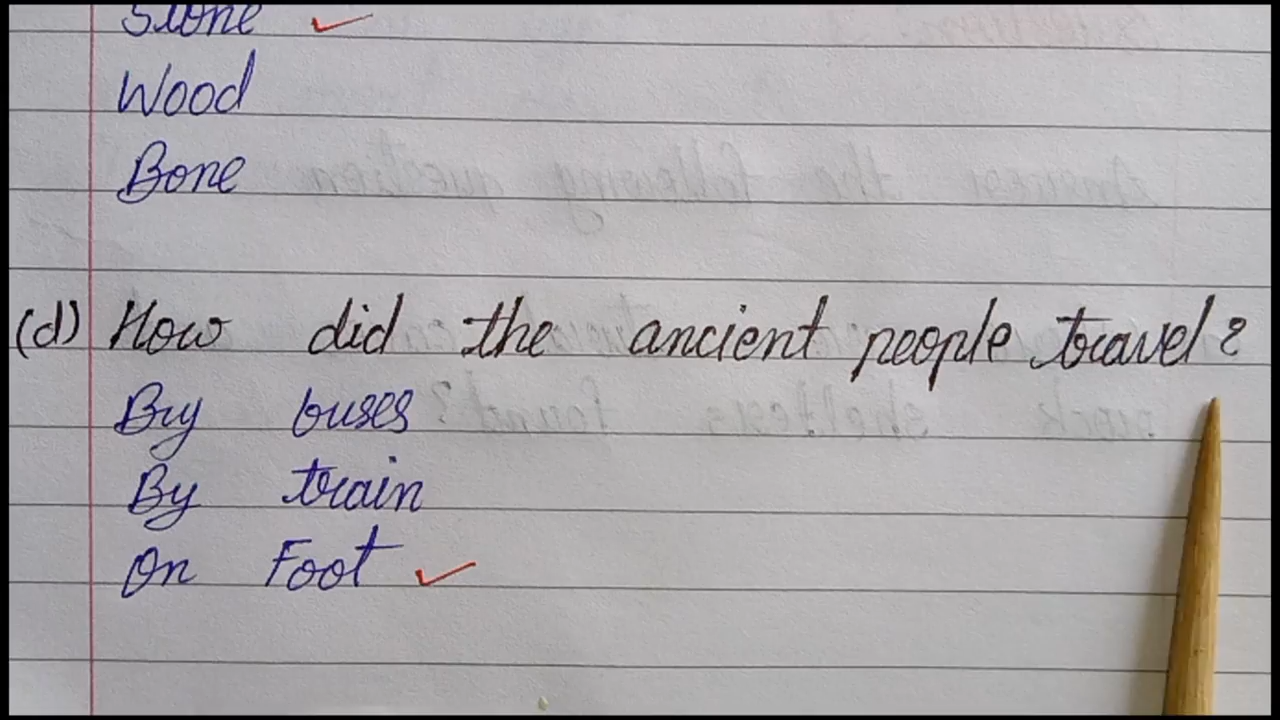 Stone
Wood
Bone
(d) How did the ancient people travel?
By buses
By train
On Foot